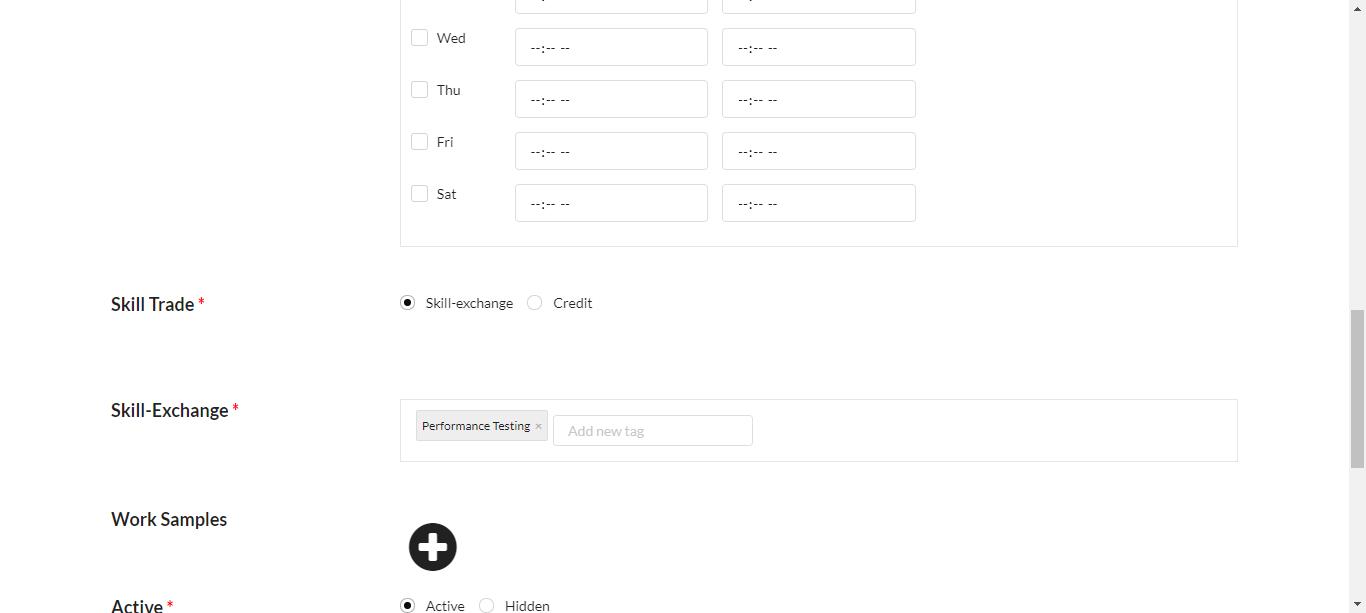 Wed --:-- -- --:-- --
Thu --:-- -- --:-- --
Fri --:-- -- --:-- --
Sat --:-- -- --:-- --
Skill Trade * Skill-exchange Credit
Skill-Exchange * Performance Testing × Add new tag
Work Samples
Active * Active Hidden